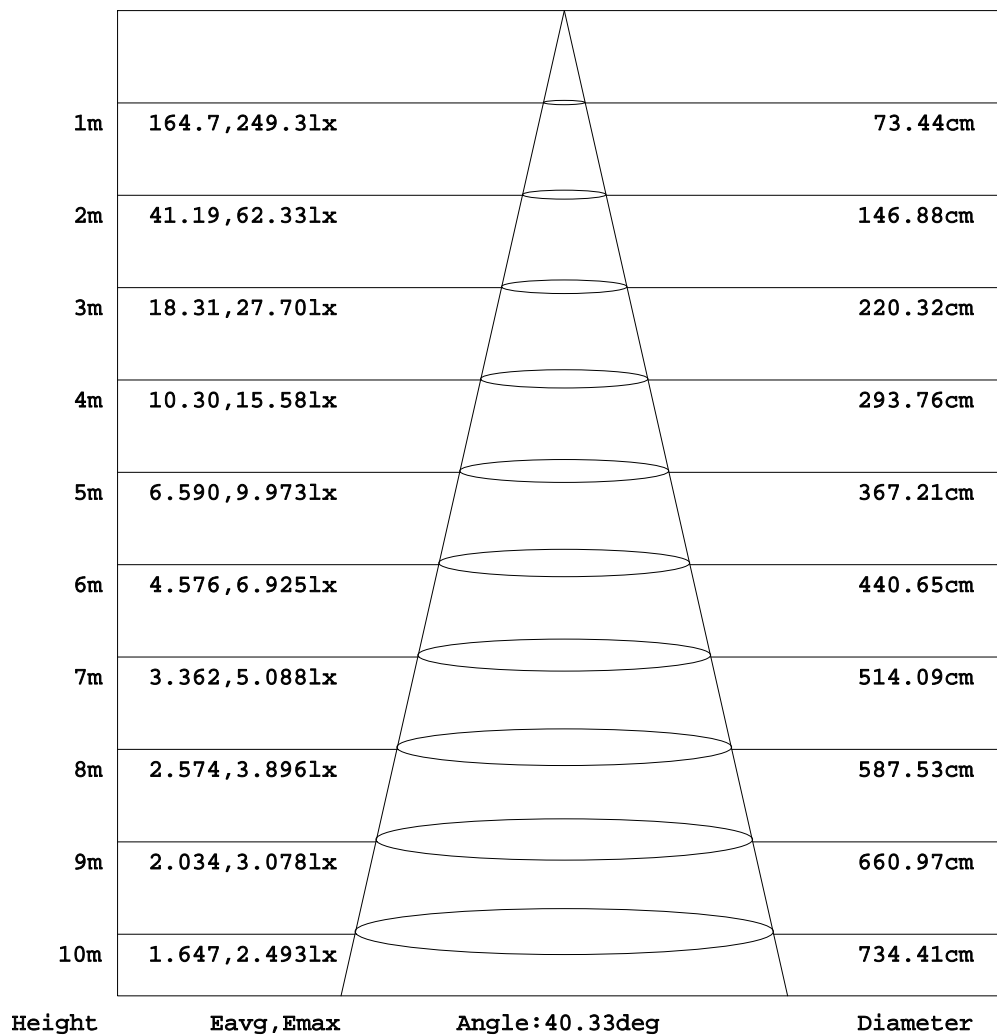 1m 164.7,249.3lx 73.44cm
2m 41.19,62.33lx 146.88cm
3m 18.31,27.70lx 220.32cm
4m 10.30,15.58lx 293.76cm
5m 6.590,9.973lx 367.21cm
6m 4.576,6.925lx 440.65cm
7m 3.362,5.088lx 514.09cm
8m 2.574,3.896lx 587.53cm
9m 2.034,3.078lx 660.97cm
10m 1.647,2.493lx 734.41cm
Height Eavg,Emax Angle:40.33deg Diameter